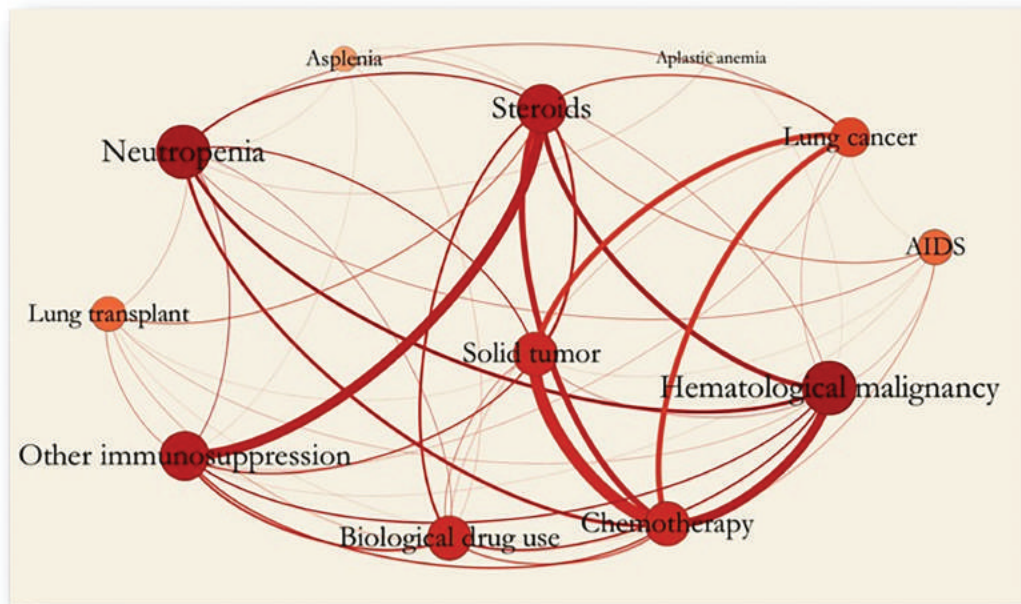 Asplenia
Aplastic anemia
Steroids
Lung cancer
Neutropenia
AIDS
Lung transplant
Solid tumor
Hematological malignancy
Other immunosuppression
Chemotherapy
Biological drug use